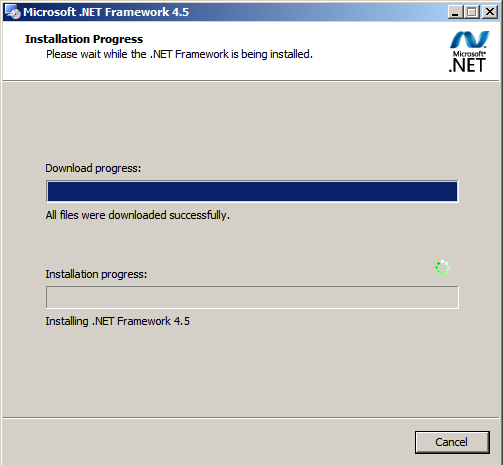 Microsoft .NET Framework 4.5
Installation Progress
Please wait while the .NET Framework is being installed.
Microsoft®
.NET
Download progress:
All files were downloaded successfully.
Installation progress:
Installing .NET Framework 4.5
Cancel